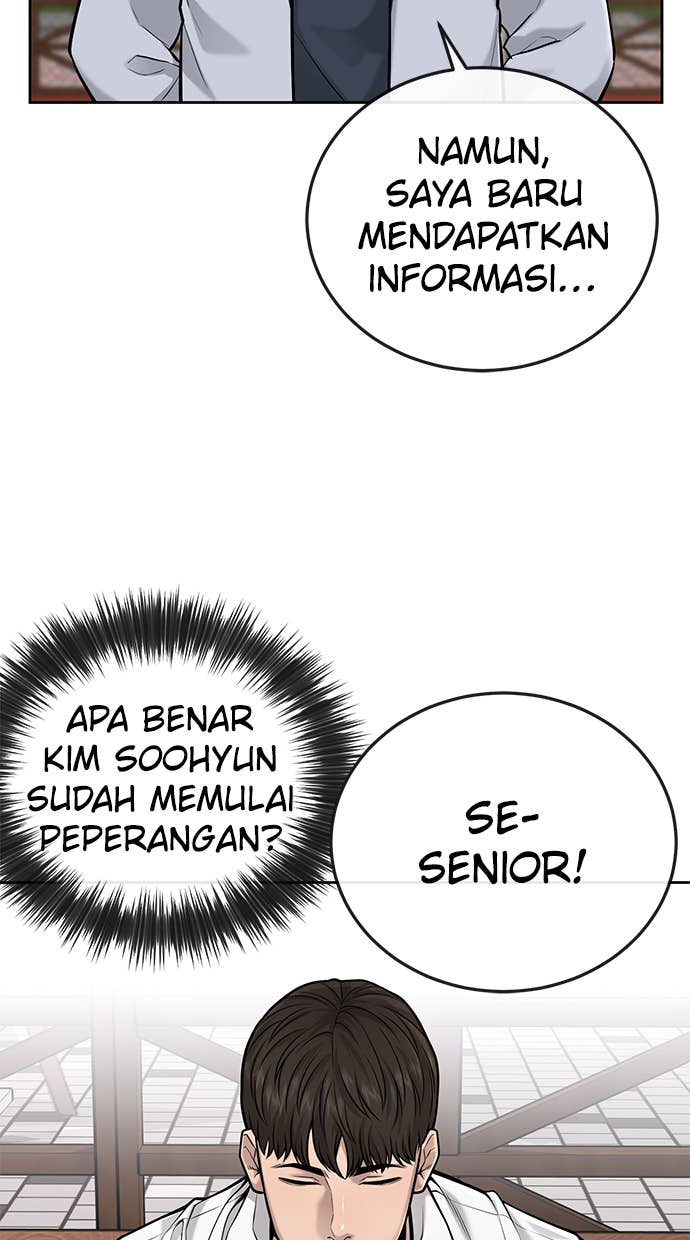 NAMUN,
SAYA BARU
MENDAPATKAN
INFORMASI...
APA BENAR
KIM SOOHYUN
SUDAH MEMULAI
PEPERANGAN?
SE-
SENIOR!